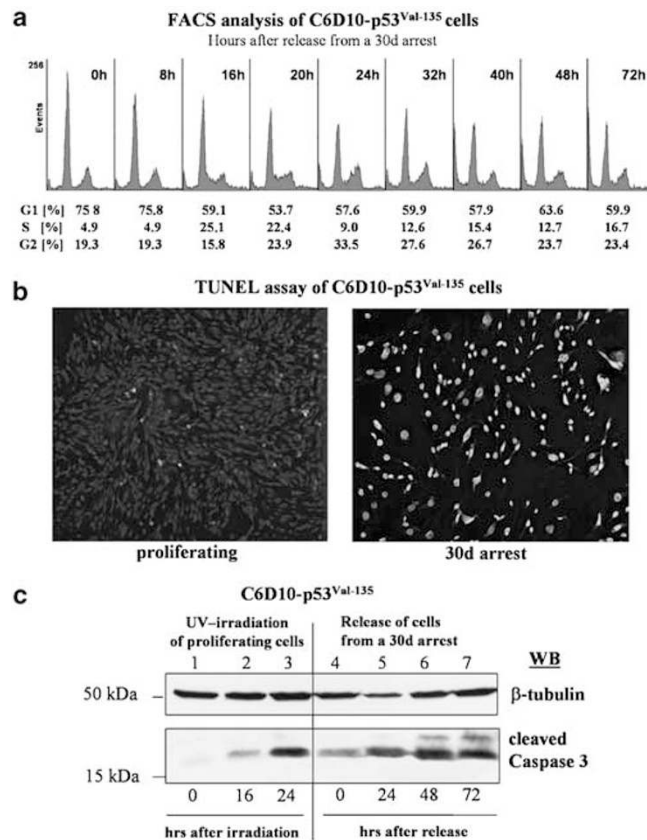 a
FACS analysis of C6D10-p53Val-135 cells
Hours after release from a 30d arrest
256
Events
0h 8h 16h 20h 24h 32h 40h 48h 72h
G1 [%] 75 8 75.8 59.1 53.7 57.6 59.9 57.9 63.6 59.9
S [%] 4.9 4.9 25.1 22.4 9.0 12.6 15.4 12.7 16.7
G2 [%] 19.3 19.3 15.8 23.9 33.5 27.6 26.7 23.7 23.4
b
TUNEL assay of C6D10-p53Val-135 cells
proliferating 30d arrest
c
C6D10-p53Val-135
UV–irradiation
of proliferating cells
Release of cells
from a 30d arrest
1 2 3 4 5 6 7 WB
50 kDa β-tubulin
cleaved
Caspase 3
15 kDa
0 16 24 0 24 48 72
hrs after irradiation hrs after release